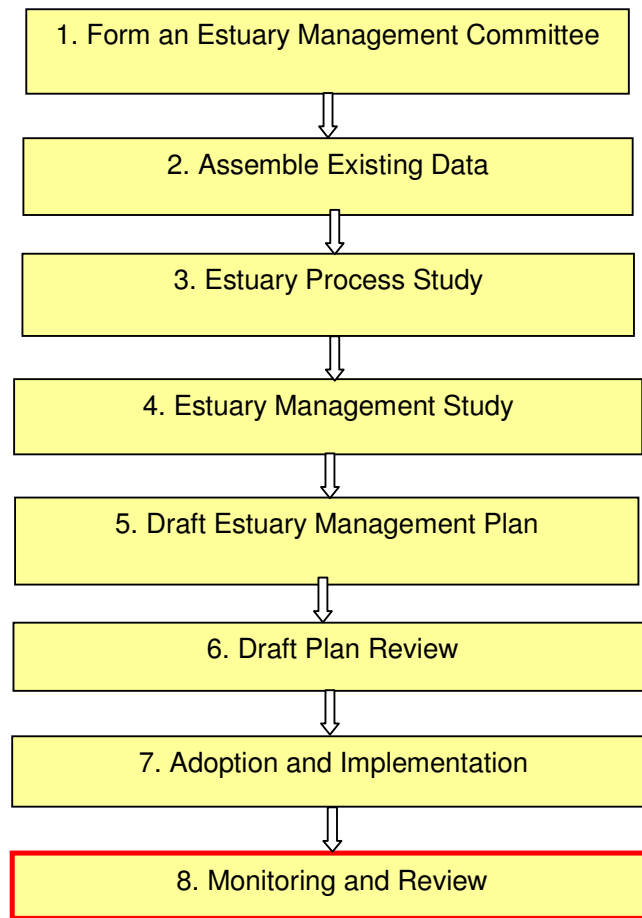 1. Form an Estuary Management Committee
2. Assemble Existing Data
3. Estuary Process Study
4. Estuary Management Study
5. Draft Estuary Management Plan
6. Draft Plan Review
7. Adoption and Implementation
8. Monitoring and Review